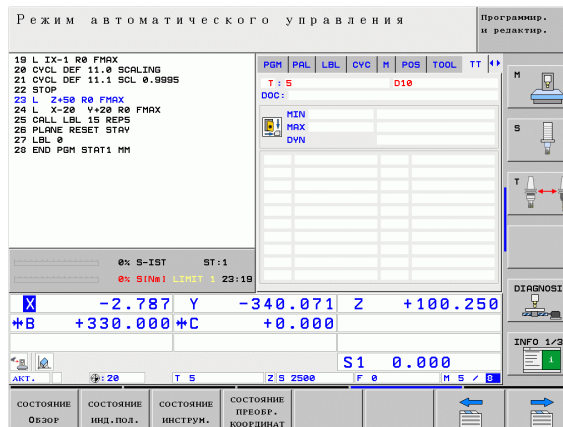 Режим автоматического управления
Программир.
и редактир.
19 L IX-1 R0 FMAX
20 CYCL DEF 11.0 SCALING
21 CYCL DEF 11.1 SCL 0.9995
22 STOP
23 L Z+50 R0 FMAX
24 L X-20 Y+20 R0 FMAX
25 CALL LBL 15 REP5
26 PLANE RESET STAY
27 LBL 0
28 END PGM STAT1 MM
PGM PAL LBL CYC M POS TOOL TT
T : 5 D10
DOC:
MIN
MAX
DYN
M
S
T
0% S-IST ST:1
0% S[Nm] LIMIT 1 23:19
X -2.787 Y -340.071 Z +100.250
B +330.000 C +0.000
S1 0.000
АКТ. : 20 T 5 Z S 2500 F 0 M 5 / 8
DIAGNOSI
INFO 1/3
СОСТОЯНИЕ
ОБЗОР
СОСТОЯНИЕ
ИНД.ПОЛ.
СОСТОЯНИЕ
ИНСТРУМ.
СОСТОЯНИЕ
ПРЕОБР.
КООРДИНАТ